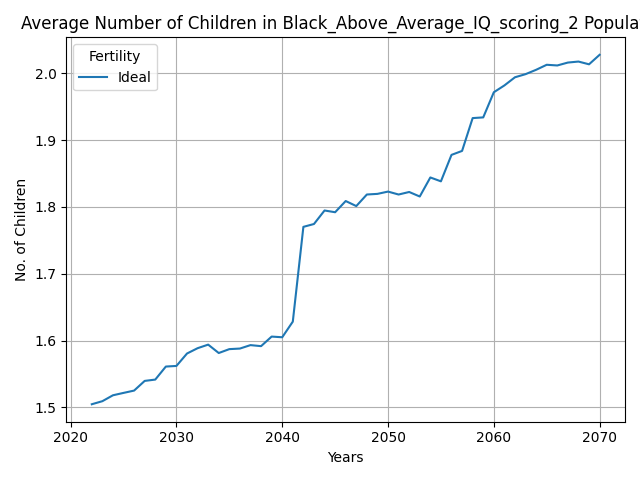 Average Number of Children in Black_Above_Average_IQ_scoring_2 Popula
Fertility
Ideal
2.0
1.9
1.8
1.7
1.6
1.5
No. of Children
2020 2030 2040 2050 2060 2070
Years